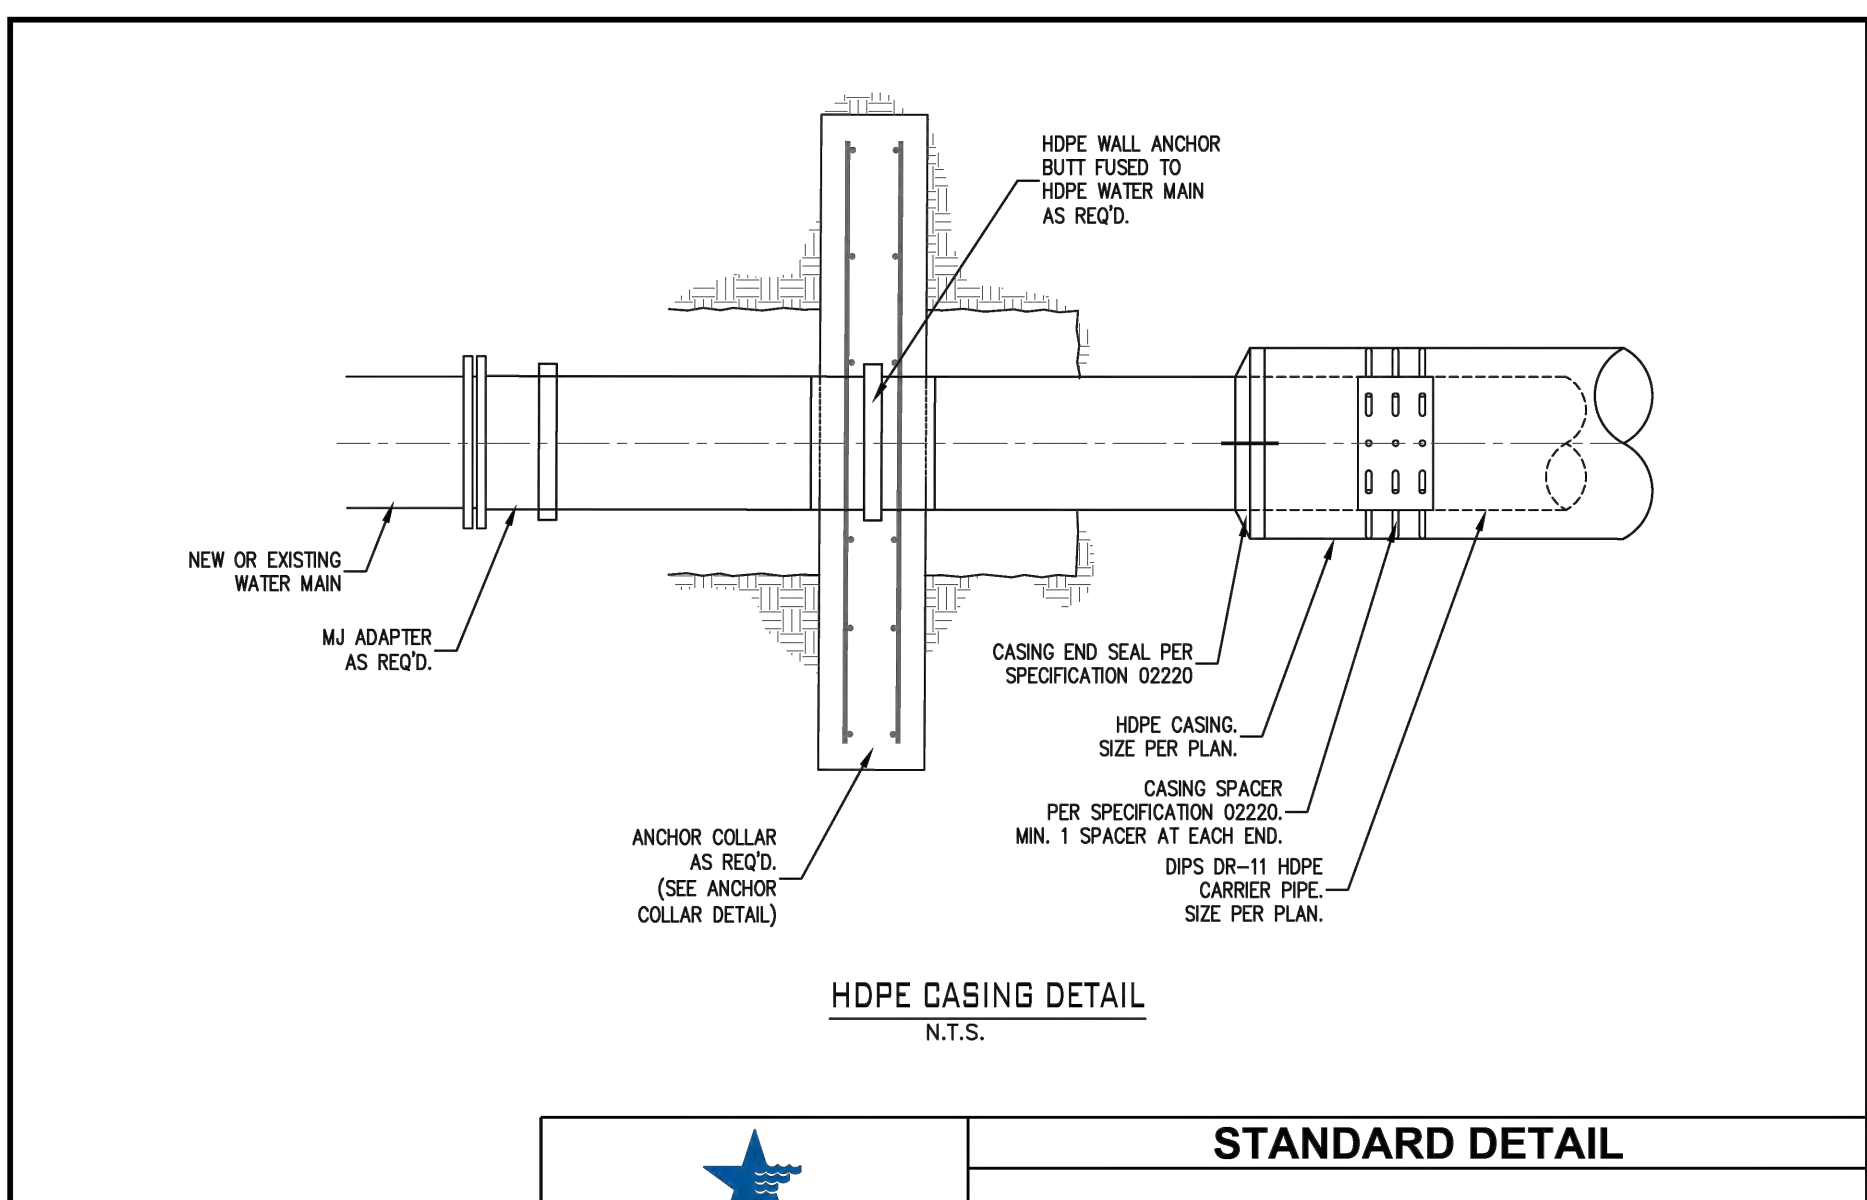 HDPE WALL ANCHOR
BUTT FUSED TO
HDPE WATER MAIN
AS REQ'D.
NEW OR EXISTING
WATER MAIN
MJ ADAPTER
AS REQ'D.
CASING END SEAL PER
SPECIFICATION 02220
HDPE CASING.
SIZE PER PLAN.
CASING SPACER
PER SPECIFICATION 02220.
MIN. 1 SPACER AT EACH END.
ANCHOR COLLAR
AS REQ'D.
(SEE ANCHOR
COLLAR DETAIL)
DIPS DR-11 HDPE
CARRIER PIPE.
SIZE PER PLAN.
HDPE CASING DETAIL
N.T.S.
STANDARD DETAIL